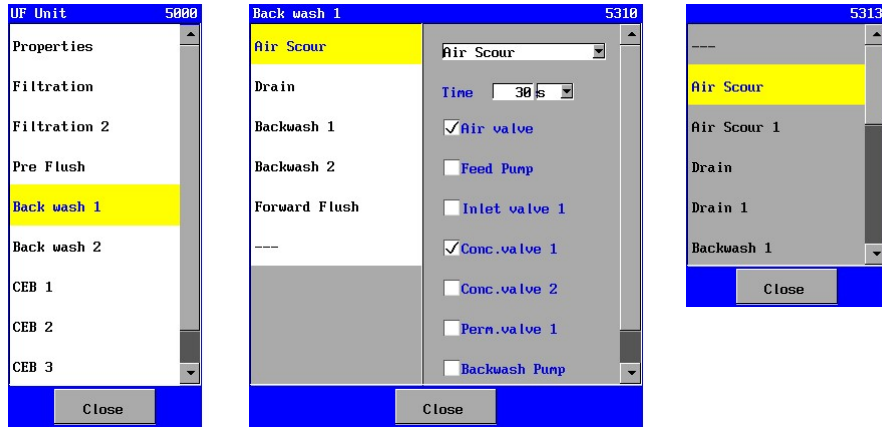 UF Unit 5000
Properties
Filtration
Filtration 2
Pre Flush
Back wash 1
Back wash 2
CEB 1
CEB 2
CEB 3
Close
Back wash 1 5310
Air Scour
Drain
Backwash 1
Backwash 2
Forward Flush
---
Air Scour
Time 30 s
Air valve
Feed Pump
Inlet valve 1
Conc.valve 1
Conc.valve 2
Perm.valve 1
Backwash Pump
Close
5313
---
Air Scour
Air Scour 1
Drain
Drain 1
Backwash 1
Close